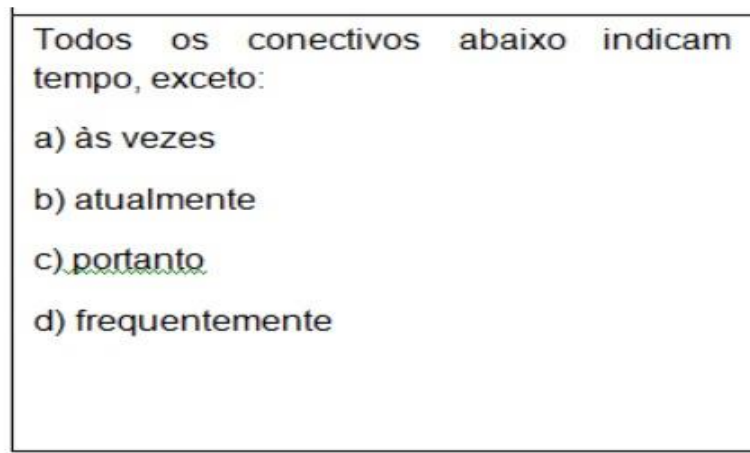 Todos os conectivos abaixo indicam
tempo, exceto:
a) às vezes
b) atualmente
c) portanto
d) frequentemente